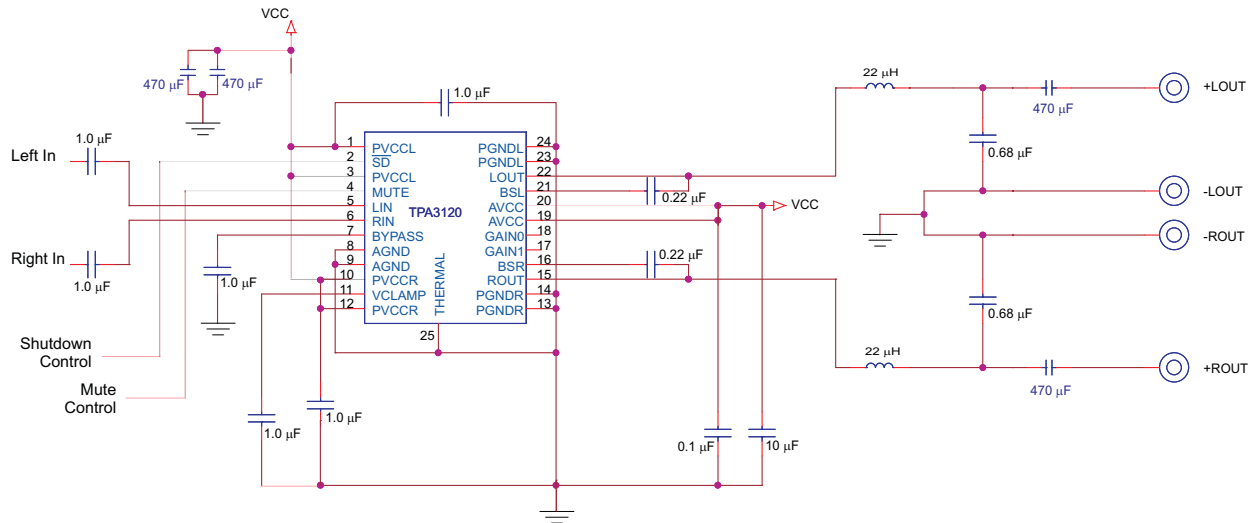 VCC
470 µF 470 µF
1.0 µF
22 µH
470 µF
+LOUT
1.0 µF
Left In
0.68 µF
-LOUT
1 PVCCL
2 SD
3 PVCCL
4 MUTE
5 LIN
6 RIN
7 BYPASS
8 AGND
9 AGND
10 PVCCR
11 VCLAMP
12 PVCCR
TPA3120
THERMAL
25
PGNDL 24
PGNDL 23
LOUT 22
BSL 21
AVCC 20
AVCC 19
GAIN0 18
GAIN1 17
BSR 16
ROUT 15
PGNDR 14
PGNDR 13
0.22 µF
VCC
-ROUT
Right In
1.0 µF
1.0 µF
0.22 µF
0.68 µF
Shutdown
Control
22 µH
470 µF
+ROUT
Mute
Control
1.0 µF
1.0 µF
0.1 µF
10 µF